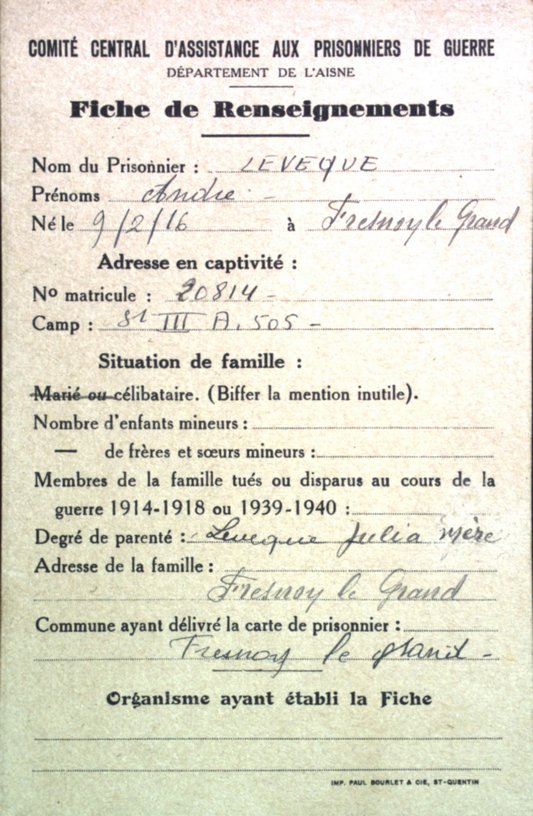 COMITÉ CENTRAL D'ASSISTANCE AUX PRISONNIERS DE GUERRE
DÉPARTEMENT DE L'AISNE
Fiche de Renseignements
Nom du Prisonnier : LEVEQUE
Prénoms André
Né le 9/2/16 à Fresnoy le Grand
Adresse en captivité :
No matricule : 20814
Camp : St III A. 505
Situation de famille :
Marié ou célibataire. (Biffer la mention inutile).
Nombre d'enfants mineurs :
— de frères et sœurs mineurs :
Membres de la famille tués ou disparus au cours de la
guerre 1914-1918 ou 1939-1940 :
Degré de parenté : Leveque Julia mère
Adresse de la famille :
Fresnoy le Grand
Commune ayant délivré la carte de prisonnier :
Fresnoy le Grand
Organisme ayant établi la Fiche
IMP. PAUL BOURLET & CIE, ST-QUENTIN